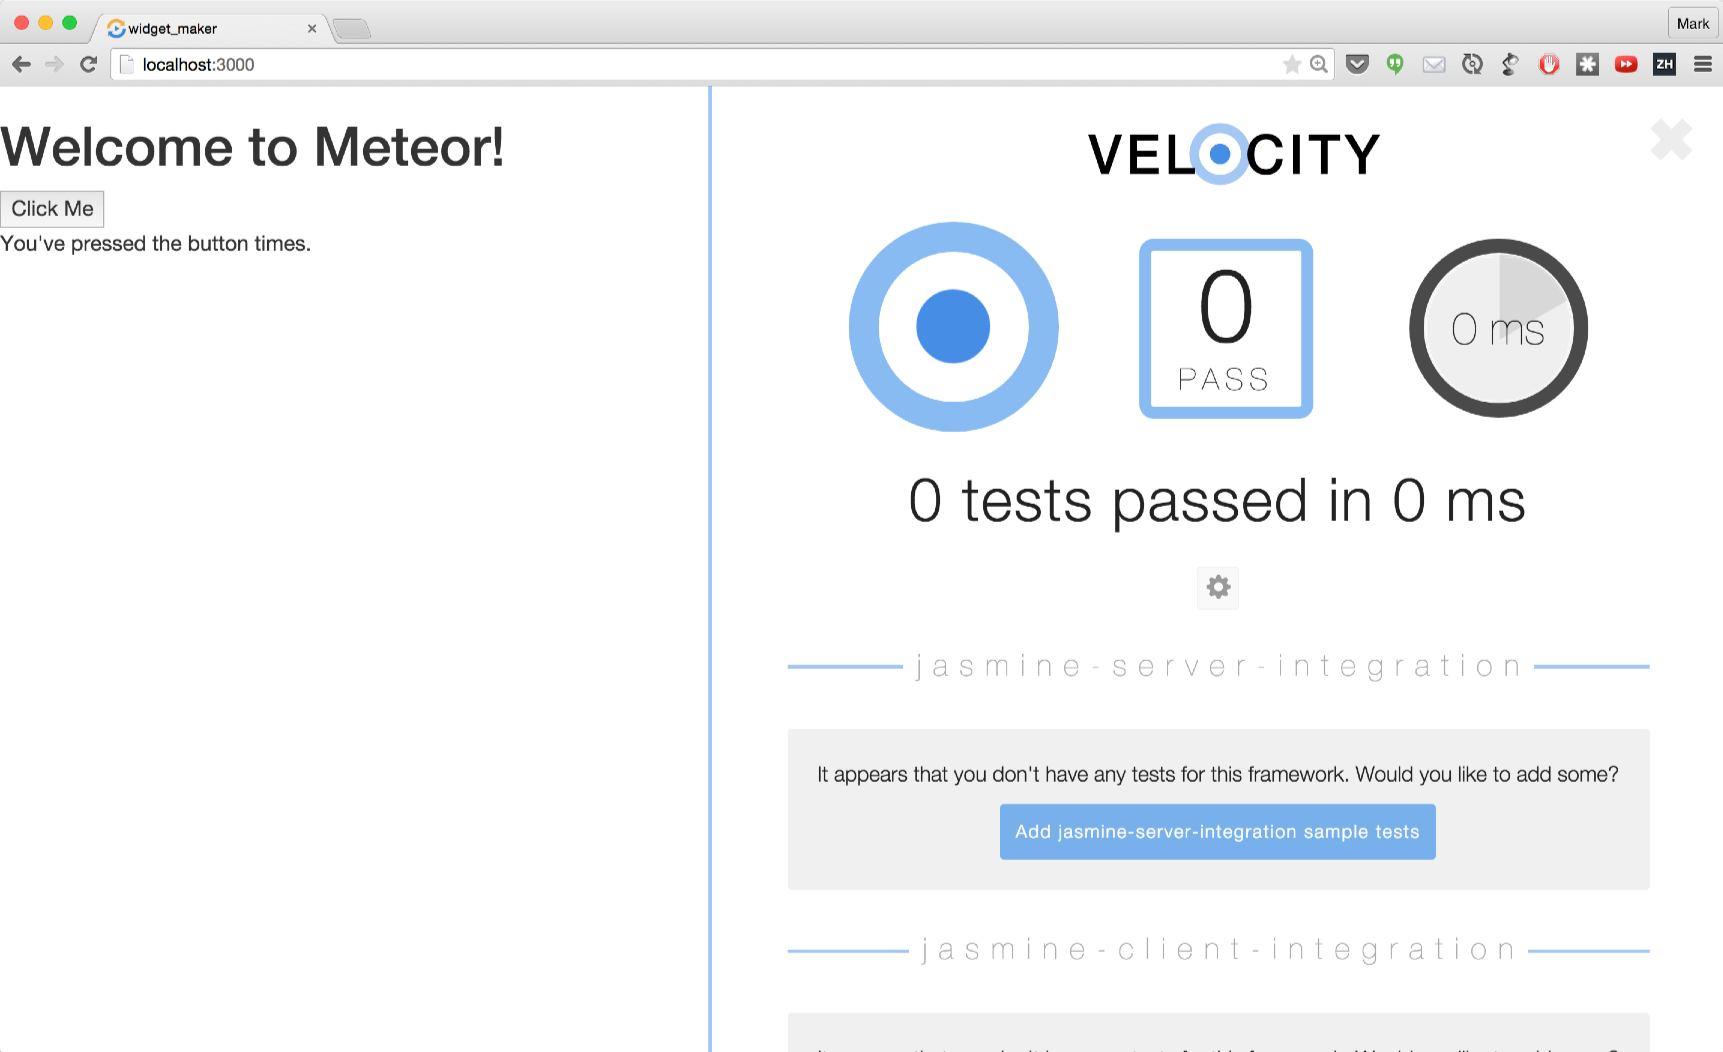 widget_maker
Mark
localhost:3000
ZH
Welcome to Meteor!
Click Me
You've pressed the button times.
VELOCITY
0
PASS
0 ms
0 tests passed in 0 ms
jasmine-server-integration
It appears that you don't have any tests for this framework. Would you like to add some?
Add jasmine-server-integration sample tests
jasmine-client-integration